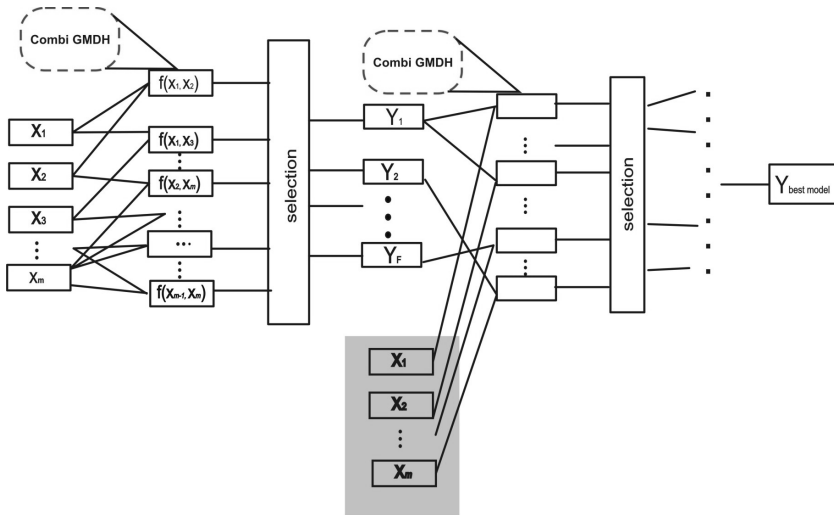 Combi GMDH
X₁
X₂
X₃
⋮
Xₘ
f(X₁, X₂)
f(X₁, X₃)
⋮
f(X₂, Xₘ)
⋮
....
⋮
f(Xₘ₋₁, Xₘ)
selection
Y₁
Y₂
⋮
Y_F
Combi GMDH
⋮
⋮
⋮
X₁
X₂
⋮
Xₘ
selection
⋮
Y best model